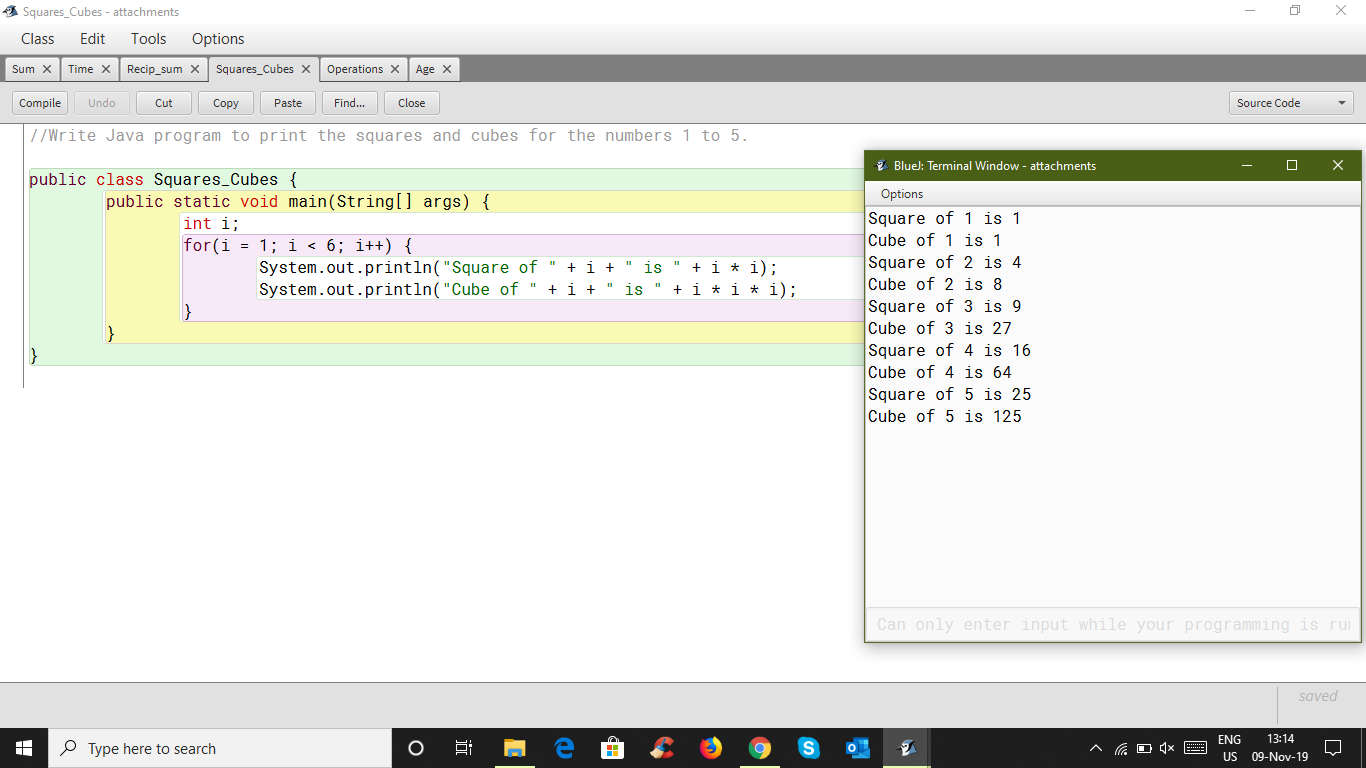 Squares_Cubes - attachments
Class Edit Tools Options
Sum Time Recip_sum Squares_Cubes Operations Age
Compile Undo Cut Copy Paste Find... Close Source Code
//Write Java program to print the squares and cubes for the numbers 1 to 5.
public class Squares_Cubes {
public static void main(String[] args) {
int i;
for(i = 1; i < 6; i++) {
System.out.println("Square of " + i + " is " + i * i);
System.out.println("Cube of " + i + " is " + i * i * i);
}
}
}
BlueJ: Terminal Window - attachments
Options
Square of 1 is 1
Cube of 1 is 1
Square of 2 is 4
Cube of 2 is 8
Square of 3 is 9
Cube of 3 is 27
Square of 4 is 16
Cube of 4 is 64
Square of 5 is 25
Cube of 5 is 125
Can only enter input while your programming is ru
saved
Type here to search
ENG
US
13:14
09-Nov-19